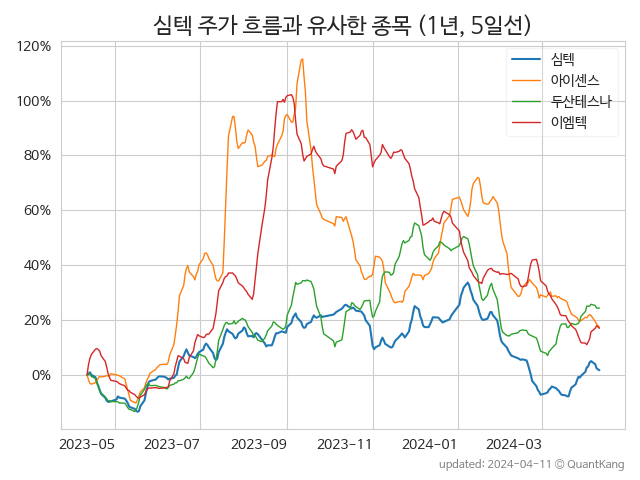 심텍 주가 흐름과 유사한 종목 (1년, 5일선)
심텍
아이센스
두산테스나
이엠텍
120%
100%
80%
60%
40%
20%
0%
2023-05 2023-07 2023-09 2023-11 2024-01 2024-03
updated: 2024-04-11 © QuantKang